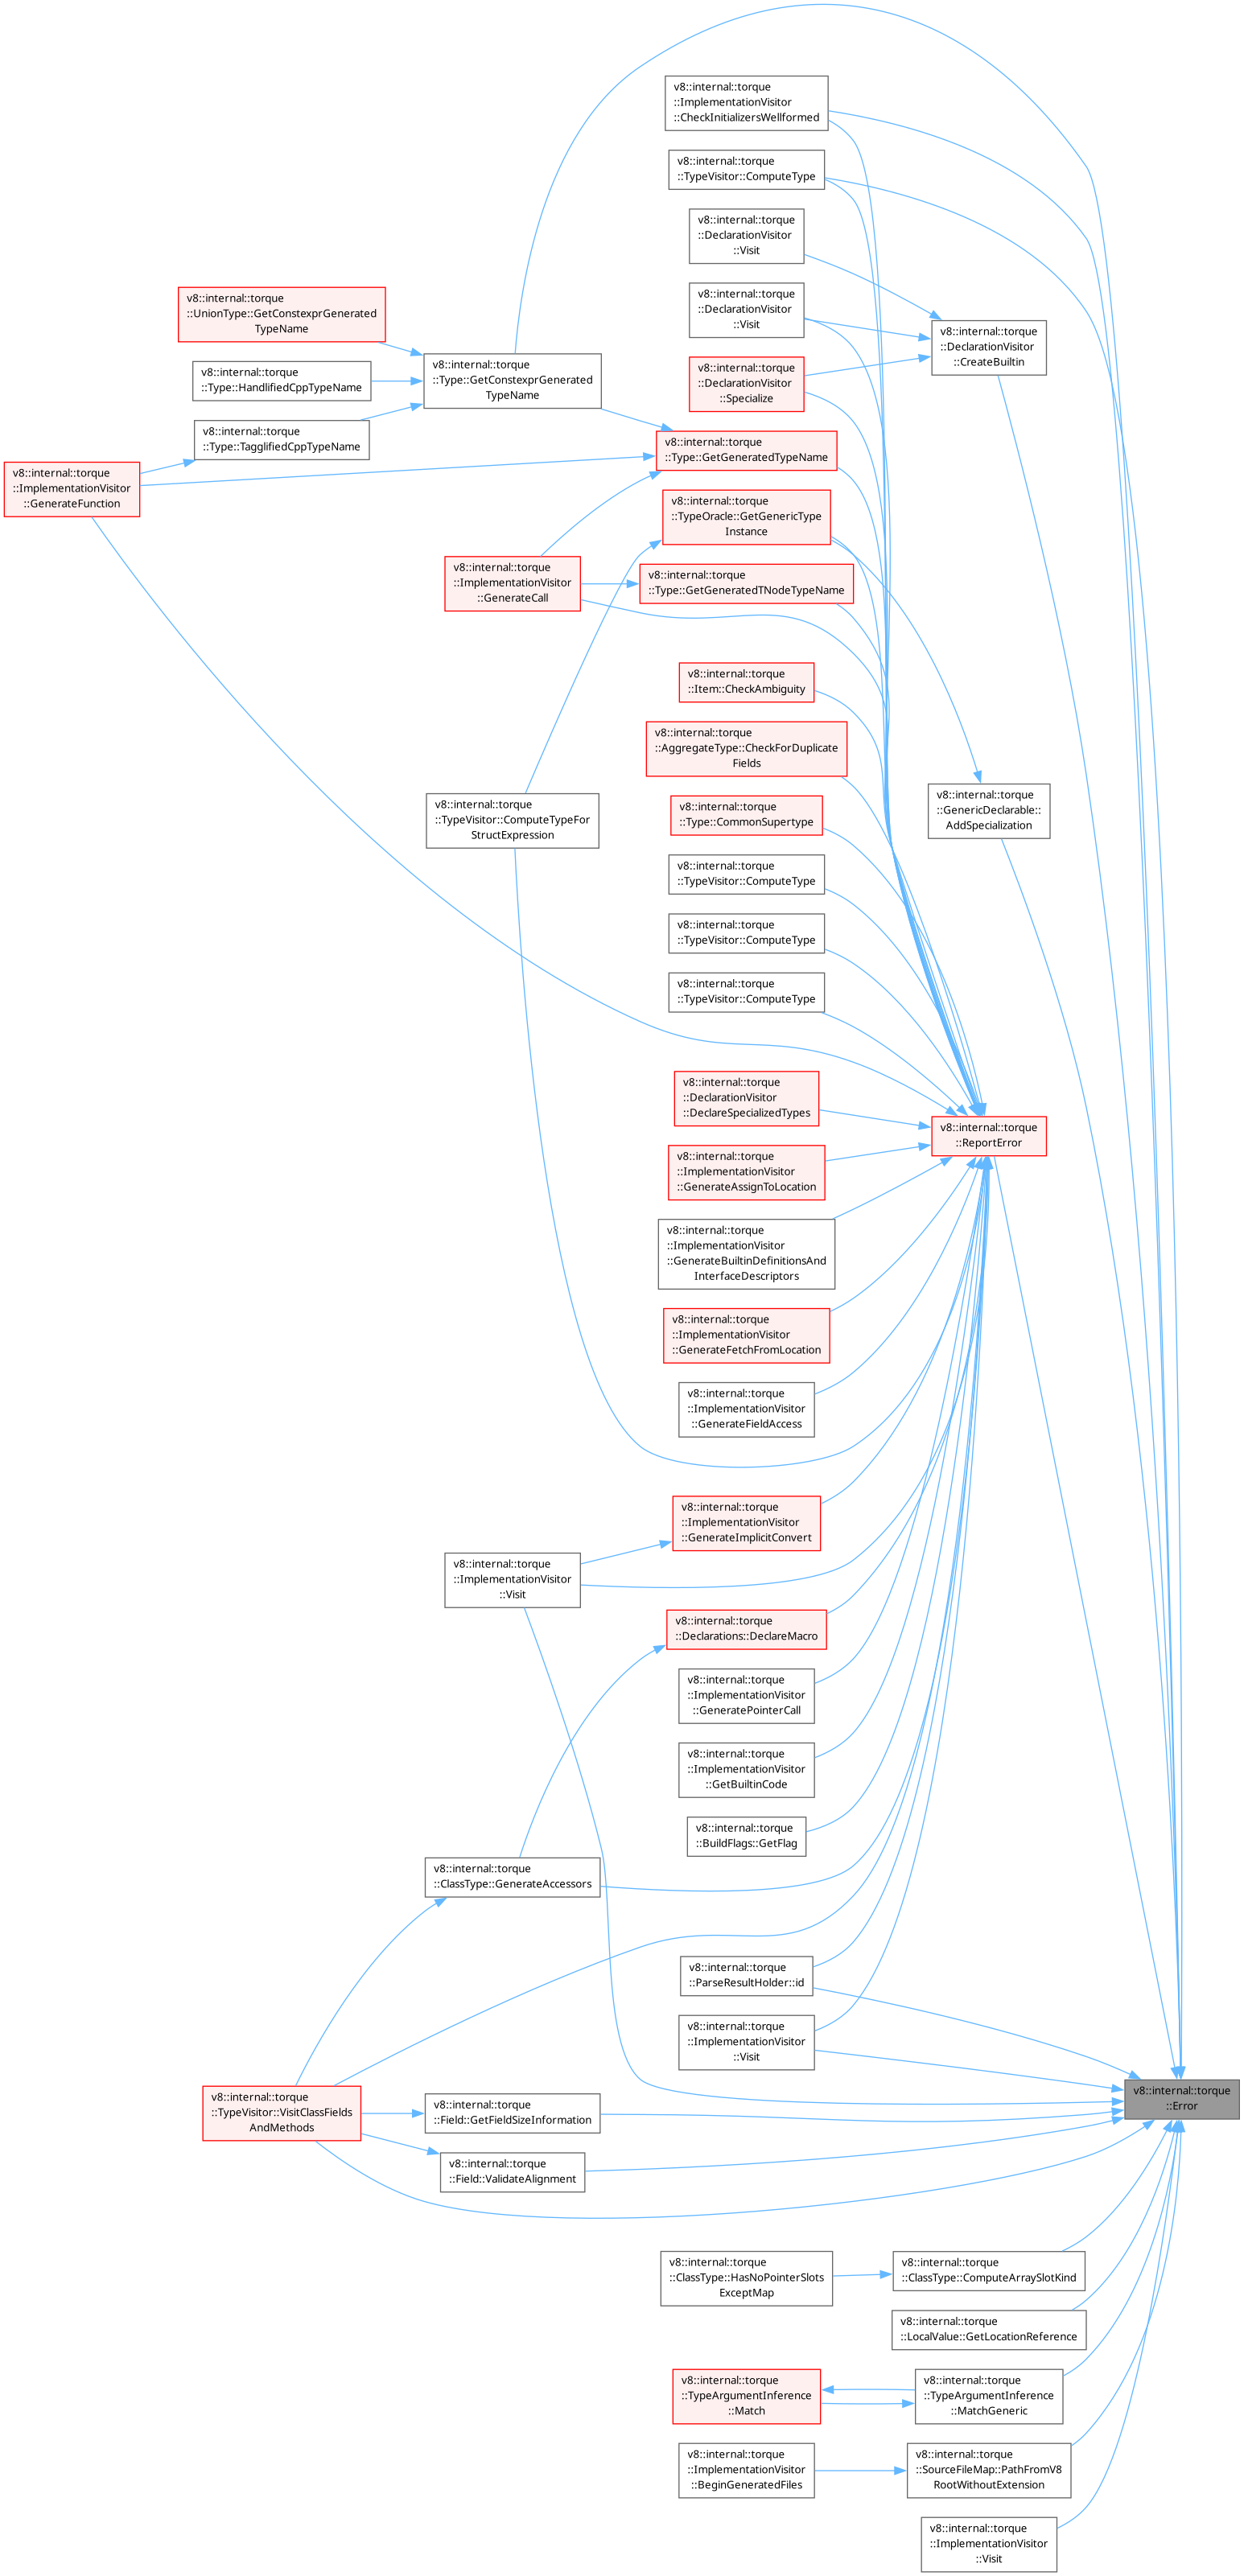 v8::internal::torque
::ImplementationVisitor
::CheckInitializersWellformed
v8::internal::torque
::TypeVisitor::ComputeType
v8::internal::torque
::DeclarationVisitor
::Visit
v8::internal::torque
::DeclarationVisitor
::Visit
v8::internal::torque
::UnionType::GetConstexprGenerated
TypeName
v8::internal::torque
::DeclarationVisitor
::CreateBuiltin
v8::internal::torque
::Type::GetConstexprGenerated
TypeName
v8::internal::torque
::Type::HandlifiedCppTypeName
v8::internal::torque
::DeclarationVisitor
::Specialize
v8::internal::torque
::Type::TagglifiedCppTypeName
v8::internal::torque
::Type::GetGeneratedTypeName
v8::internal::torque
::ImplementationVisitor
::GenerateFunction
v8::internal::torque
::TypeOracle::GetGenericType
Instance
v8::internal::torque
::ImplementationVisitor
::GenerateCall
v8::internal::torque
::Type::GetGeneratedTNodeTypeName
v8::internal::torque
::Item::CheckAmbiguity
v8::internal::torque
::AggregateType::CheckForDuplicate
Fields
v8::internal::torque
::GenericDeclarable::
AddSpecialization
v8::internal::torque
::TypeVisitor::ComputeTypeFor
StructExpression
v8::internal::torque
::Type::CommonSupertype
v8::internal::torque
::TypeVisitor::ComputeType
v8::internal::torque
::TypeVisitor::ComputeType
v8::internal::torque
::TypeVisitor::ComputeType
v8::internal::torque
::DeclarationVisitor
::DeclareSpecializedTypes
v8::internal::torque
::ReportError
v8::internal::torque
::ImplementationVisitor
::GenerateAssignToLocation
v8::internal::torque
::ImplementationVisitor
::GenerateBuiltinDefinitionsAnd
InterfaceDescriptors
v8::internal::torque
::ImplementationVisitor
::GenerateFetchFromLocation
v8::internal::torque
::ImplementationVisitor
::GenerateFieldAccess
v8::internal::torque
::ImplementationVisitor
::GenerateImplicitConvert
v8::internal::torque
::ImplementationVisitor
::Visit
v8::internal::torque
::Declarations::DeclareMacro
v8::internal::torque
::ImplementationVisitor
::GeneratePointerCall
v8::internal::torque
::ImplementationVisitor
::GetBuiltinCode
v8::internal::torque
::BuildFlags::GetFlag
v8::internal::torque
::ClassType::GenerateAccessors
v8::internal::torque
::ParseResultHolder::id
v8::internal::torque
::ImplementationVisitor
::Visit
v8::internal::torque
::Error
v8::internal::torque
::TypeVisitor::VisitClassFields
AndMethods
v8::internal::torque
::Field::GetFieldSizeInformation
v8::internal::torque
::Field::ValidateAlignment
v8::internal::torque
::ClassType::HasNoPointerSlots
ExceptMap
v8::internal::torque
::ClassType::ComputeArraySlotKind
v8::internal::torque
::LocalValue::GetLocationReference
v8::internal::torque
::TypeArgumentInference
::Match
v8::internal::torque
::TypeArgumentInference
::MatchGeneric
v8::internal::torque
::ImplementationVisitor
::BeginGeneratedFiles
v8::internal::torque
::SourceFileMap::PathFromV8
RootWithoutExtension
v8::internal::torque
::ImplementationVisitor
::Visit